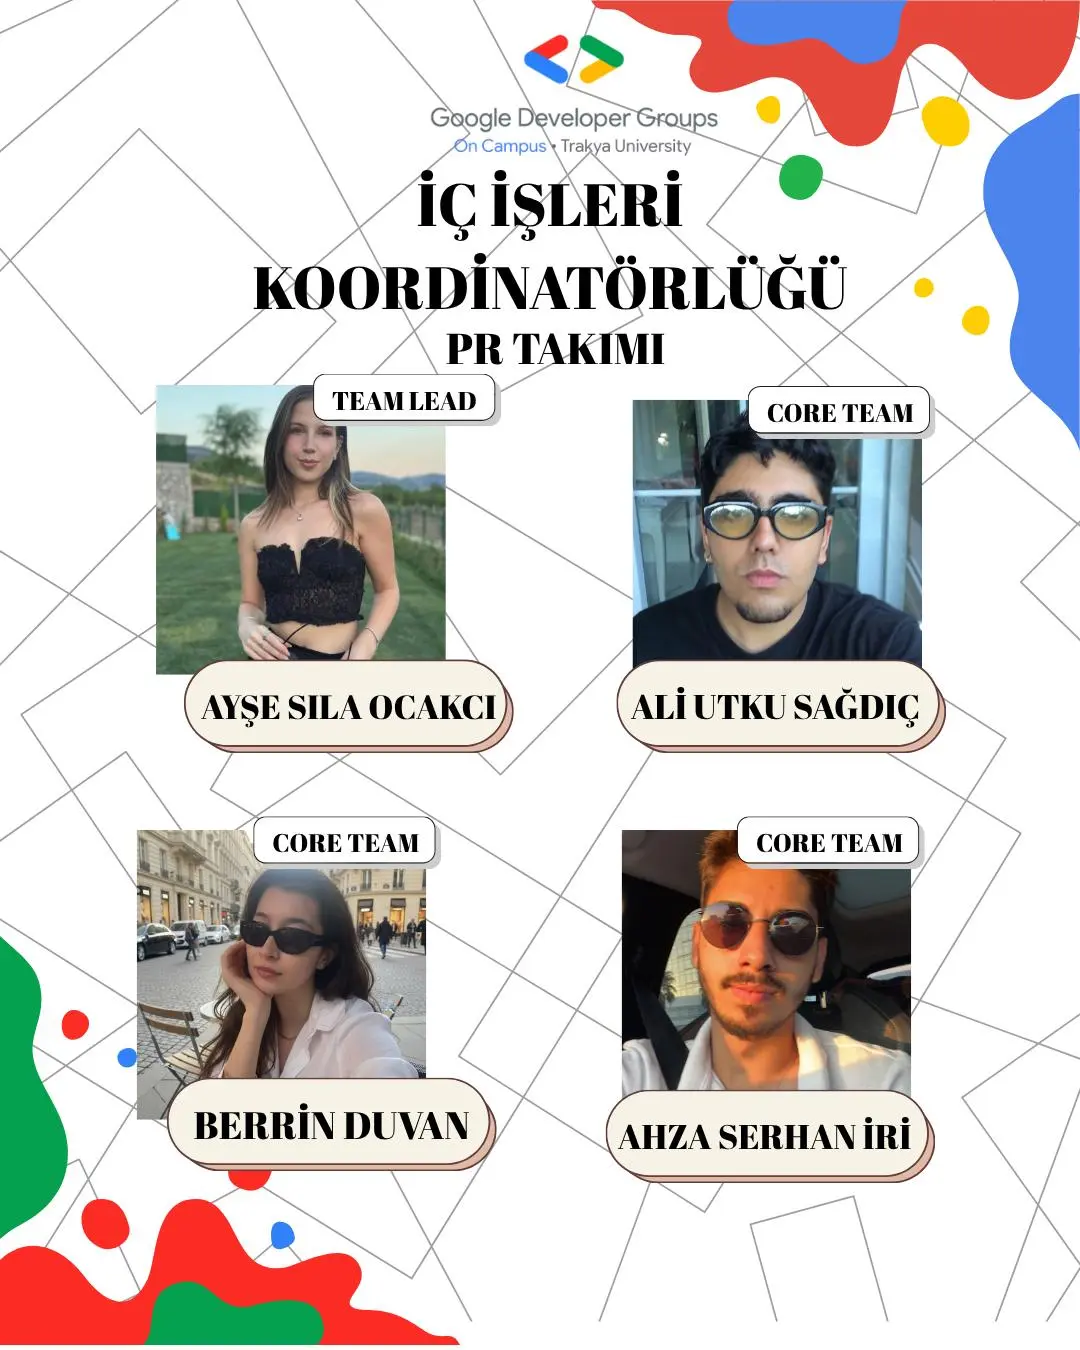 Google Developer Groups
On Campus • Trakya University
İÇ İŞLERİ
KOORDİNATÖRLÜĞÜ
PR TAKIMI
TEAM LEAD
CORE TEAM
AYŞE SILA OCAKCI
ALİ UTKU SAĞDIÇ
CORE TEAM
CORE TEAM
BERRİN DUVAN
AHZA SERHAN İRİ